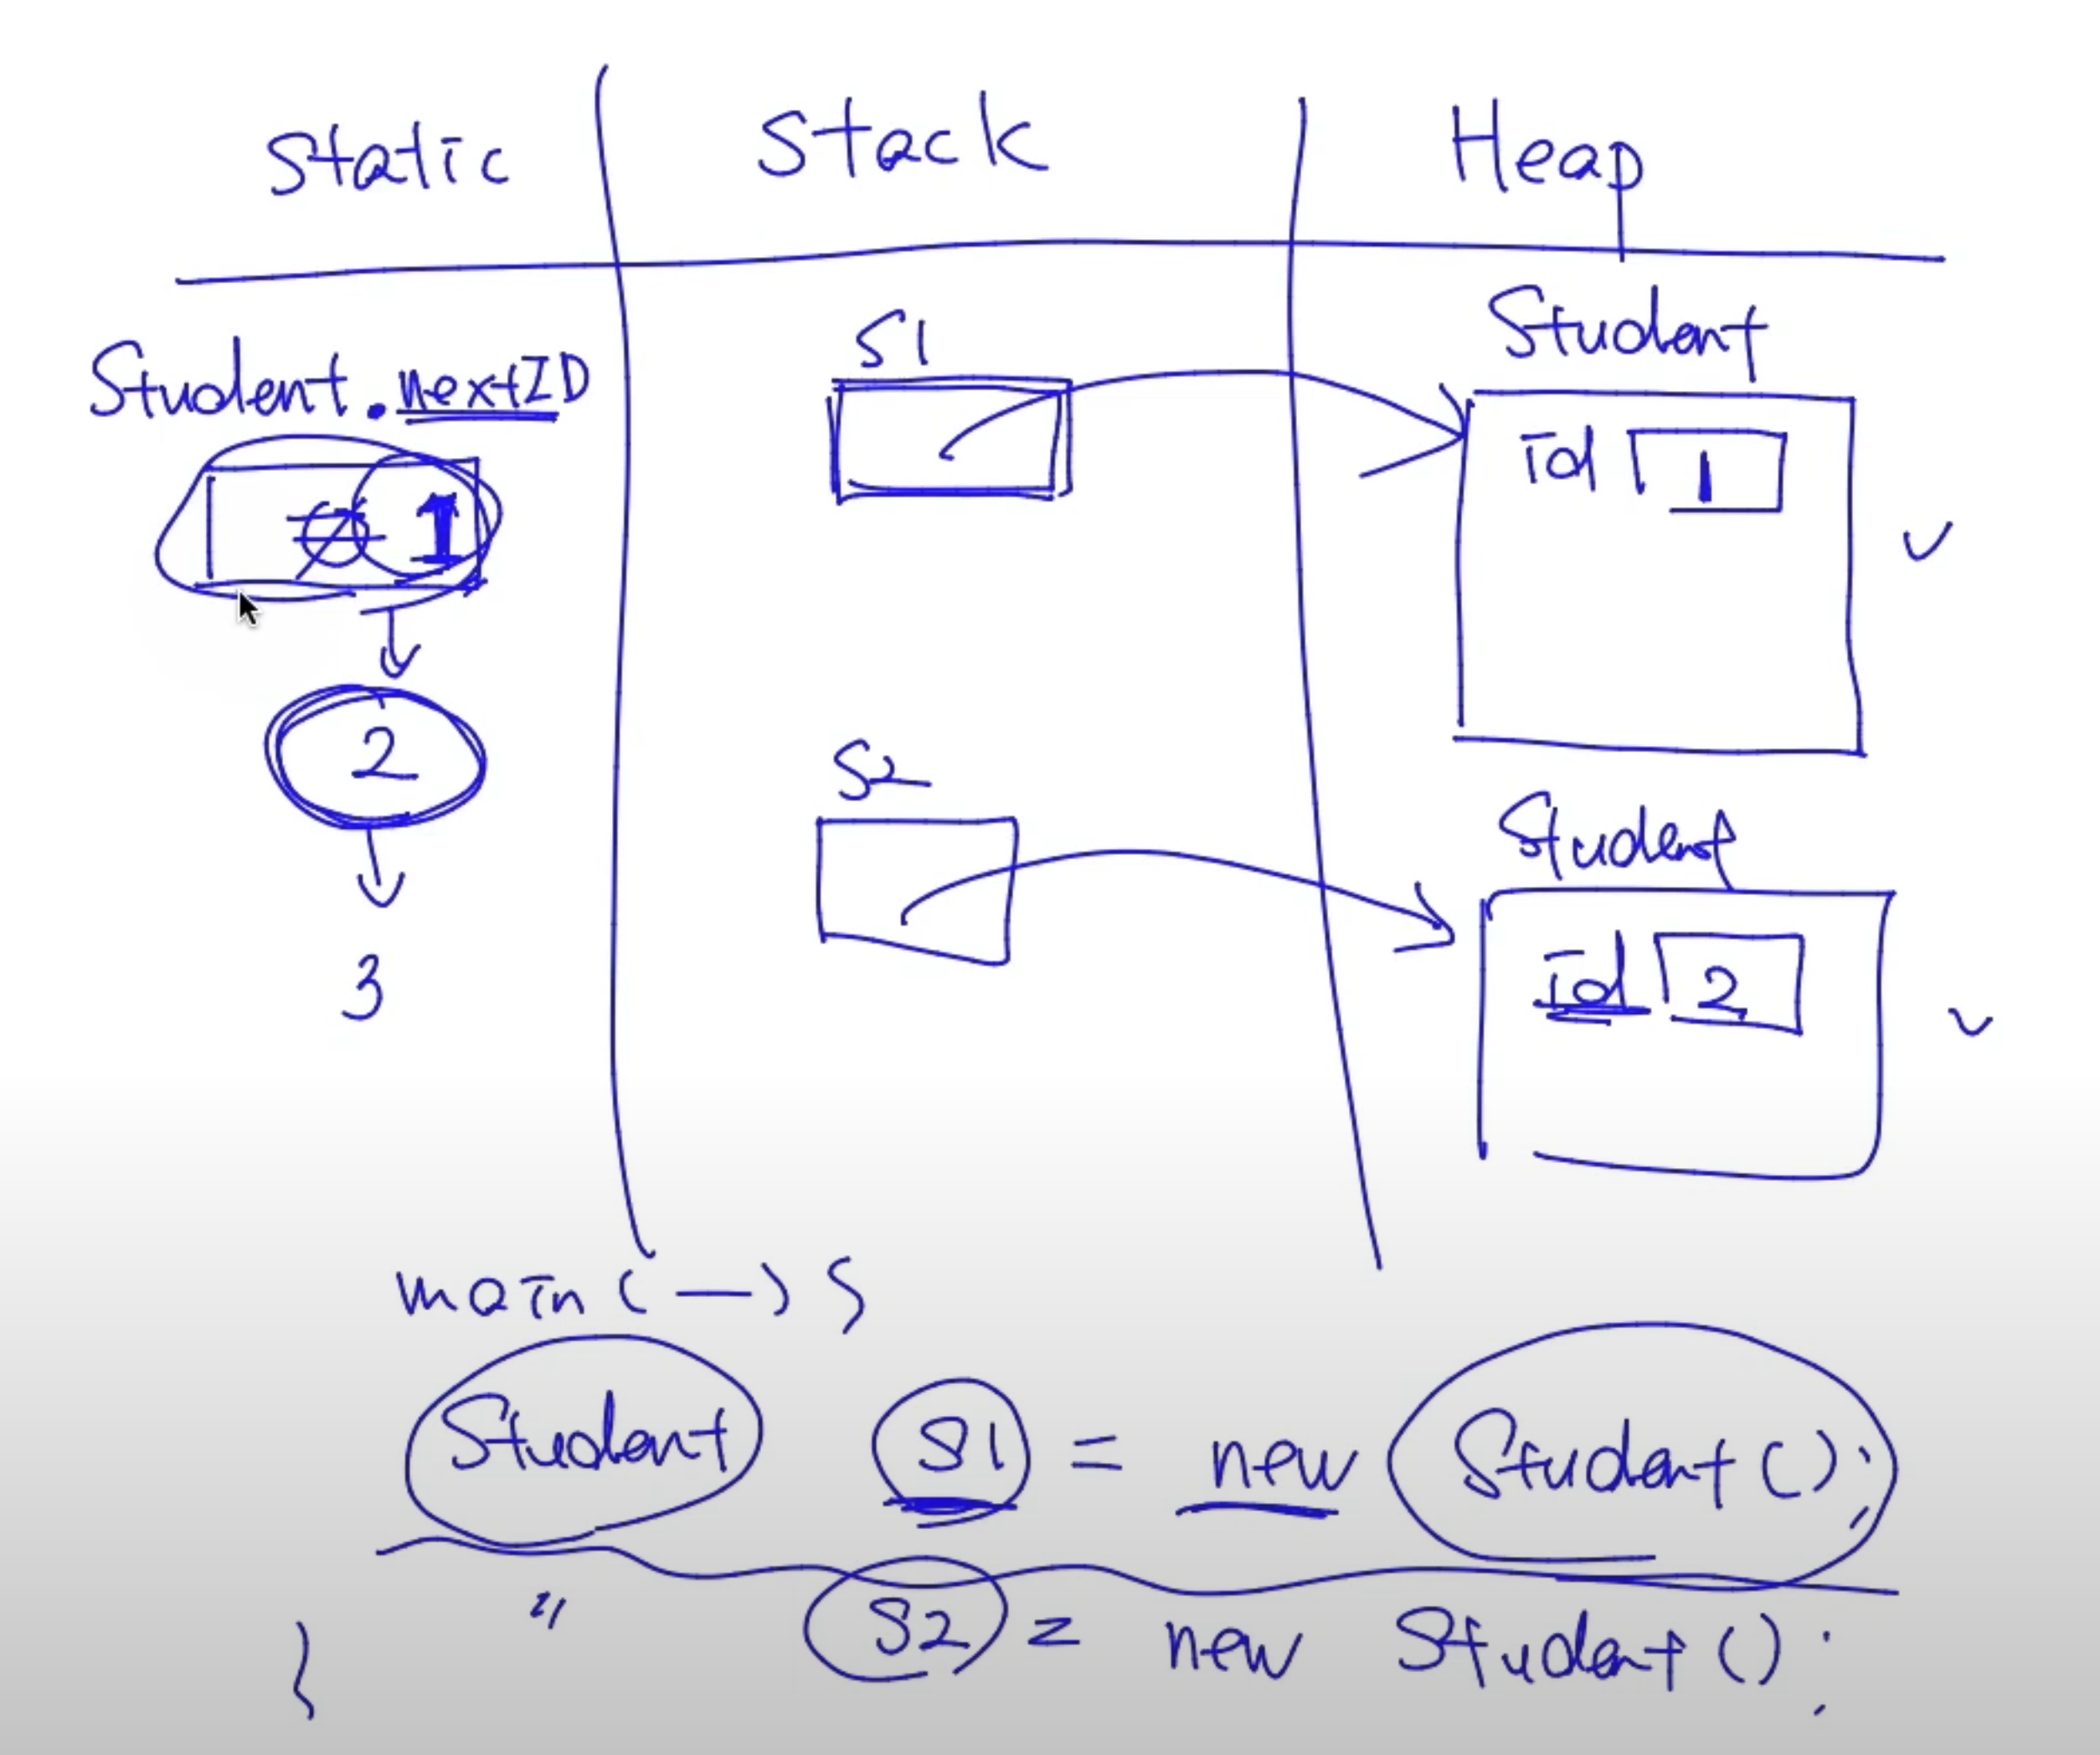 Static Stack Heap
Student.nextID
1
2
3
S1
S2
Student
id 1
Student
id 2
main(—){
Student S1 = new Student();
" S2 = new Student();
}